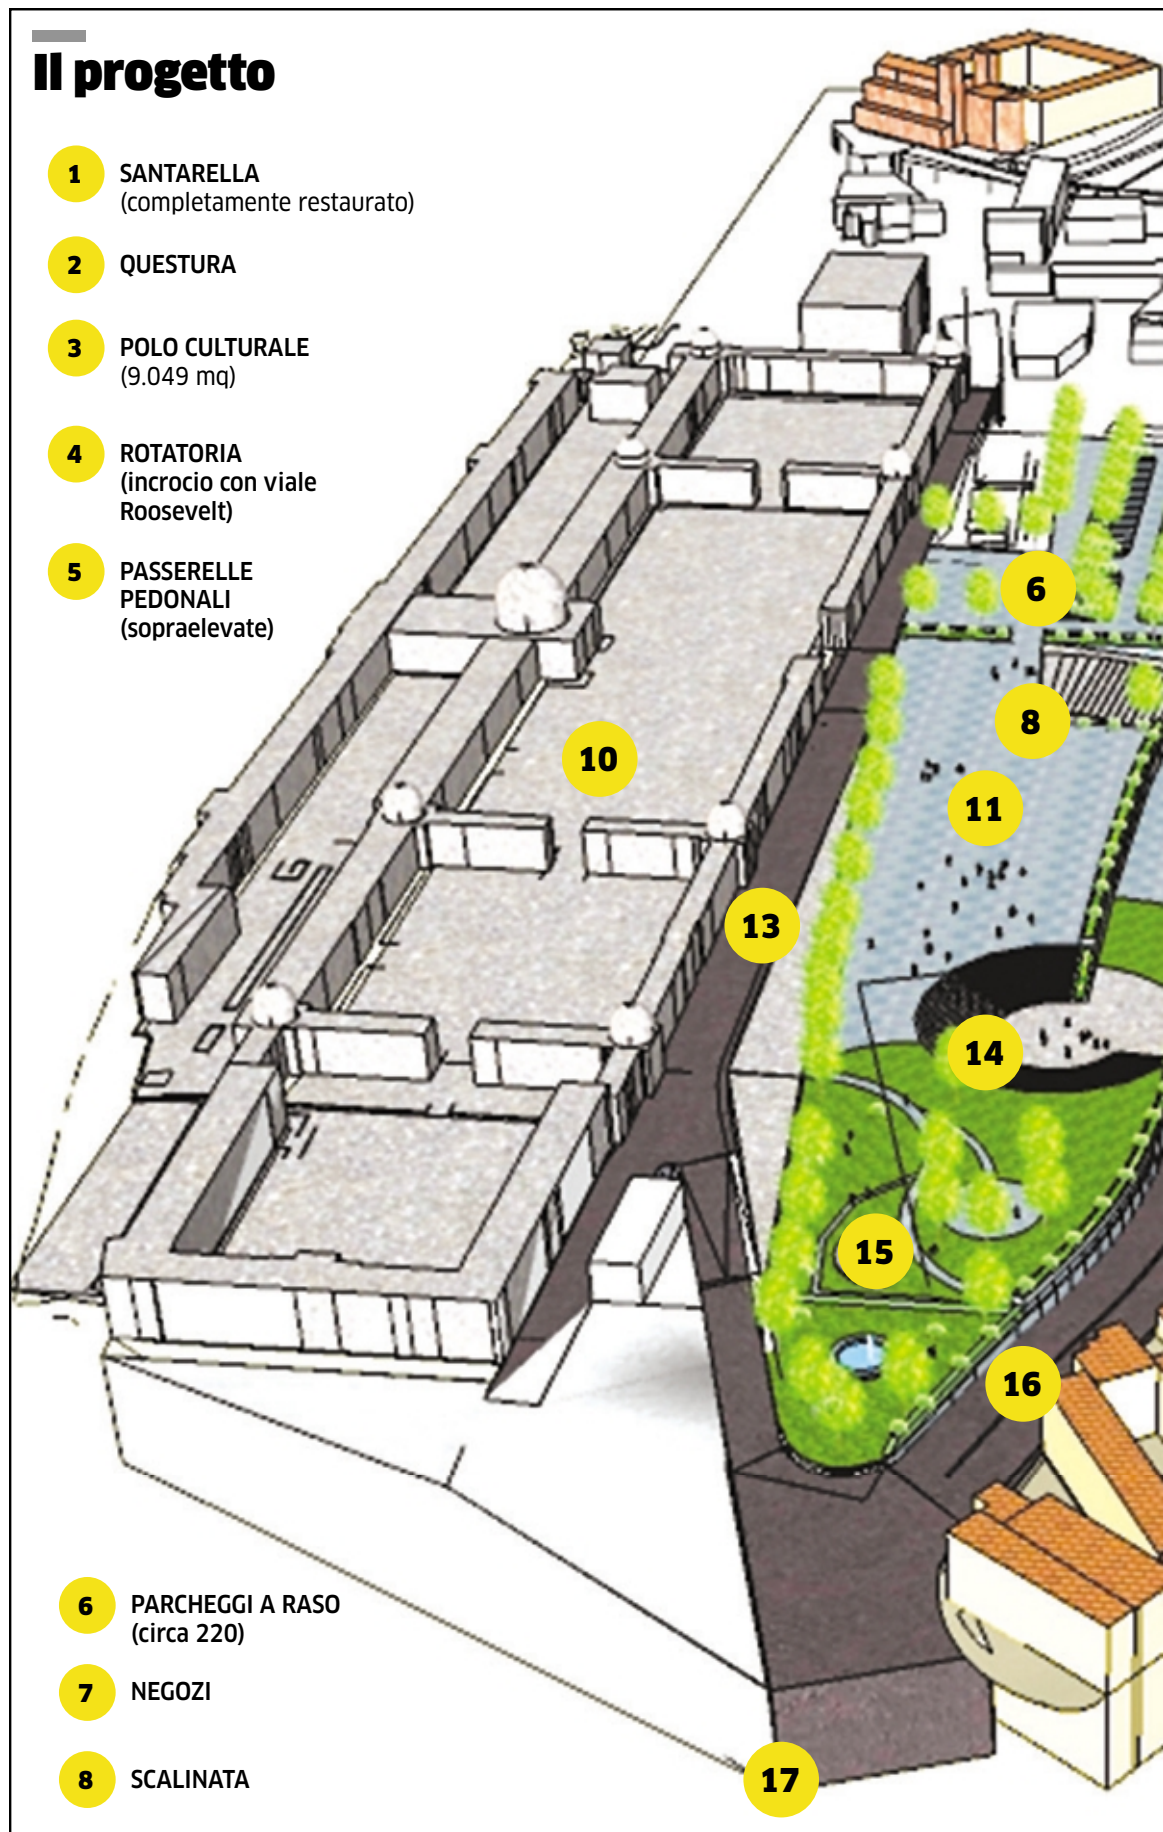 Il progetto
1 SANTARELLA
(completamente restaurato)
2 QUESTURA
3 POLO CULTURALE
(9.049 mq)
4 ROTATORIA
(incrocio con viale
Roosevelt)
5 PASSERELLE
PEDONALI
(sopraelevate)
6
8
10
11
13
14
15
16
6 PARCHEGGI A RASO
(circa 220)
7 NEGOZI
8 SCALINATA
17